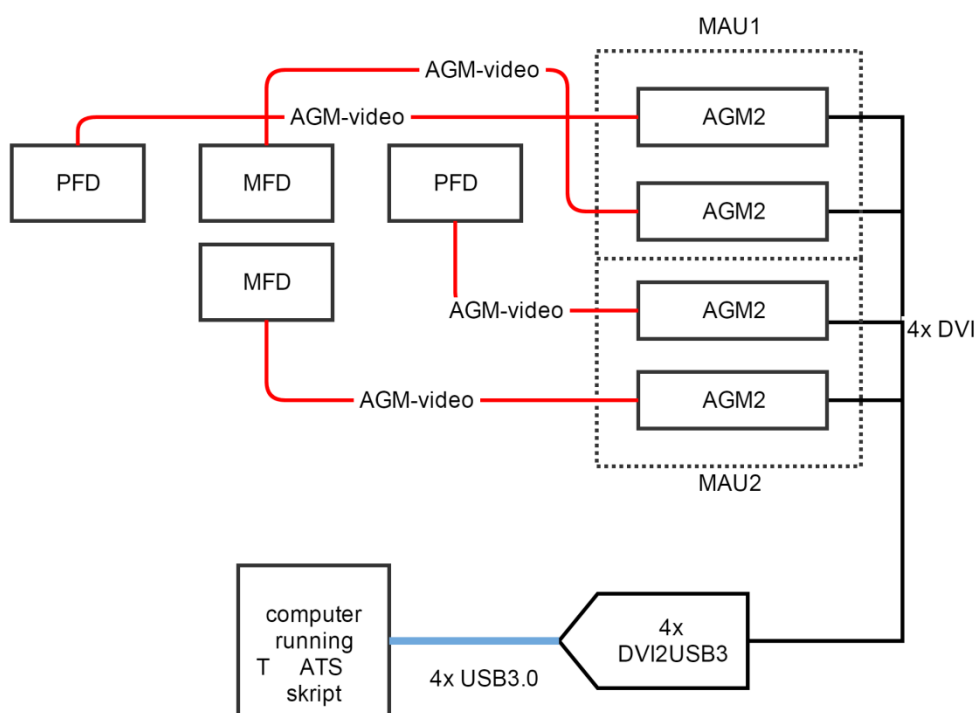 MAU1
AGM-video
AGM-video
AGM2
PFD
MFD
PFD
AGM2
MFD
AGM-video
AGM2
4x DVI
AGM-video
AGM2
MAU2
computer
running
T ATS
skript
4x USB3.0
4x
DVI2USB3